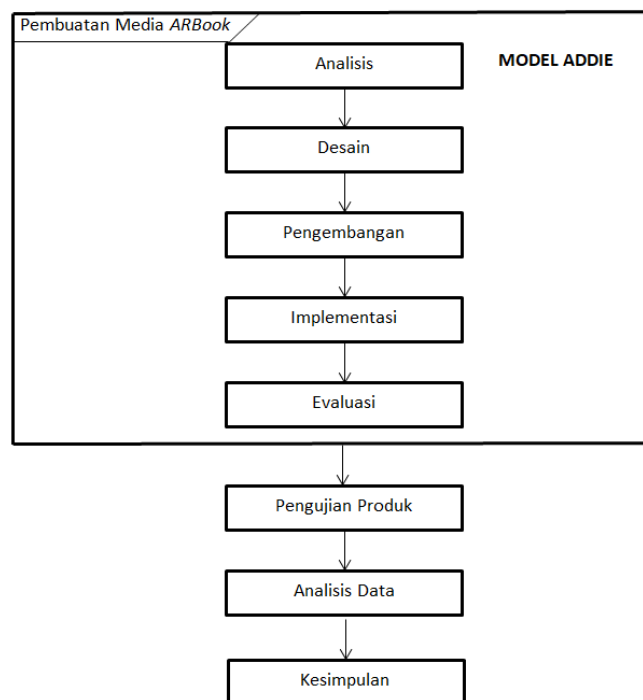 Pembuatan Media ARBook
MODEL ADDIE
Analisis
Desain
Pengembangan
Implementasi
Evaluasi
Pengujian Produk
Analisis Data
Kesimpulan